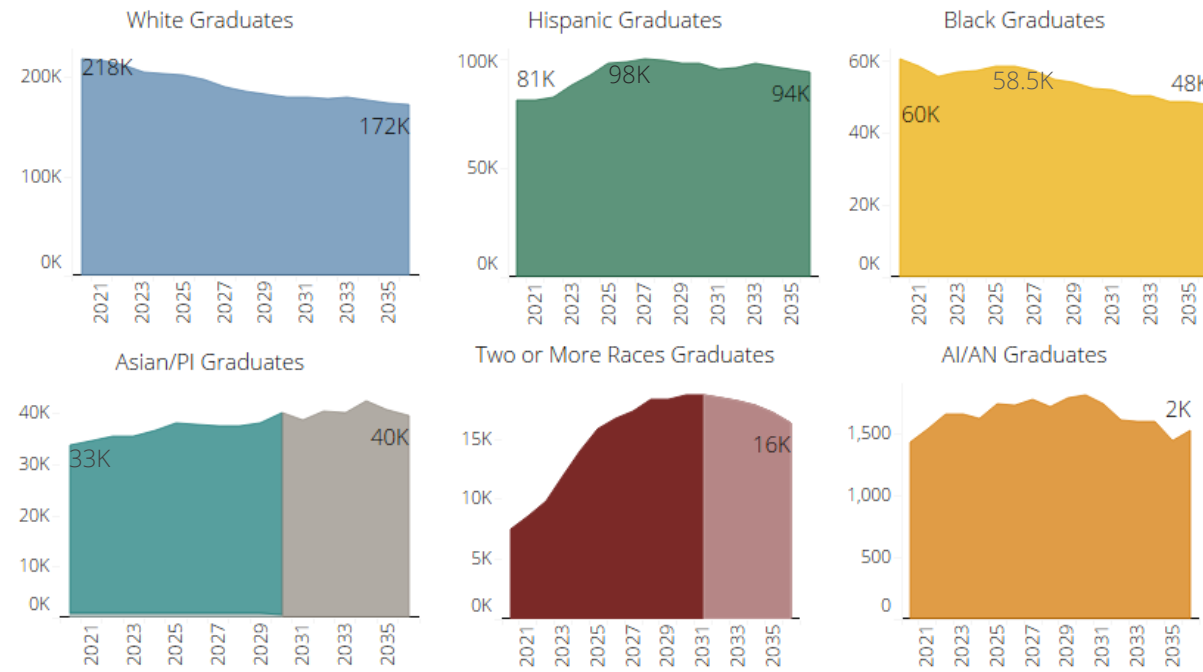 White Graduates
200K
100K
0K
218K
172K
2021
2023
2025
2027
2029
2031
2033
2035
Hispanic Graduates
100K
50K
0K
81K
98K
94K
2021
2023
2025
2027
2029
2031
2033
2035
Black Graduates
60K
40K
20K
0K
60K
58.5K
48K
2021
2023
2025
2027
2029
2031
2033
2035
Asian/PI Graduates
40K
30K
20K
10K
0K
33K
40K
2021
2023
2025
2027
2029
2031
2033
2035
Two or More Races Graduates
15K
10K
5K
0K
16K
2021
2023
2025
2027
2029
2031
2033
2035
AI/AN Graduates
1,500
1,000
500
0
2K
2021
2023
2025
2027
2029
2031
2033
2035